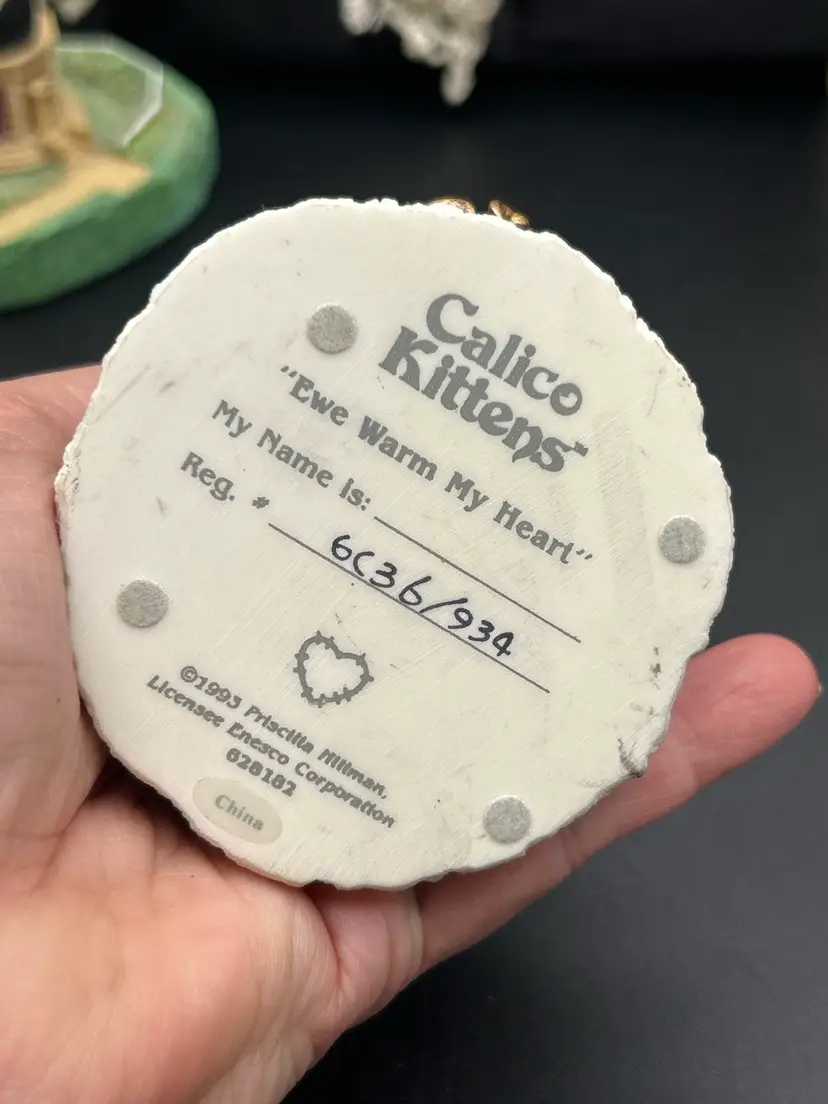 Calico
Kittens™
"Ewe Warm My Heart"
My Name is:
Reg. # 6C36/934
©1993 Priscilla Hillman,
Licensee Enesco Corporation
628182
China